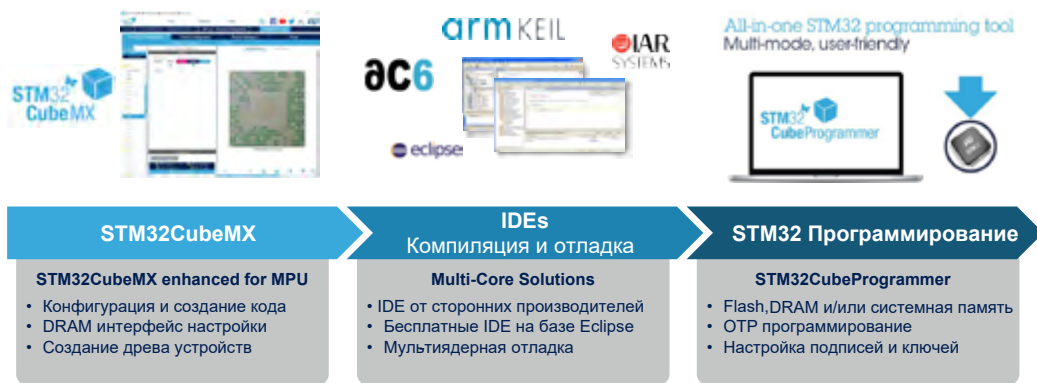 STM32
CubeMX
arm KEIL
ac6
IAR
SYSTEMS
eclipse
All-in-one STM32 programming tool
Multi-mode, user-friendly
STM32
CubeProgrammer
STM32CubeMX
IDEs
Компиляция и отладка
STM32 Программирование
STM32CubeMX enhanced for MPU
• Конфигурация и создание кода
• DRAM интерфейс настройки
• Создание древа устройств
Multi-Core Solutions
• IDE от сторонних производителей
• Бесплатные IDE на базе Eclipse
• Мультиядерная отладка
STM32CubeProgrammer
• Flash,DRAM и/или системная память
• OTP программирование
• Настройка подписей и ключей